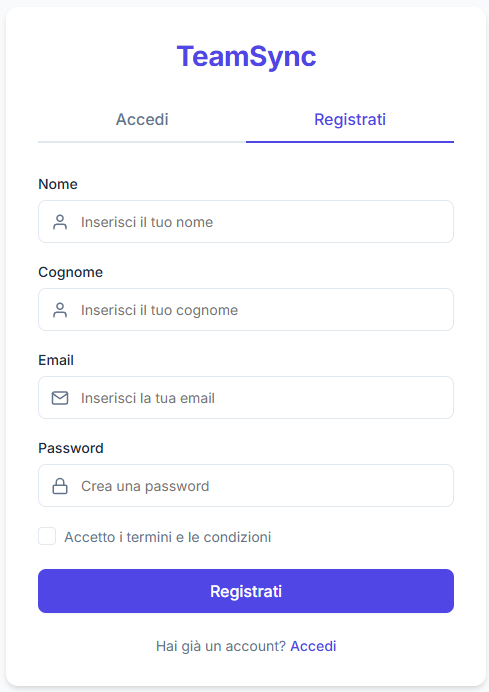 TeamSync
Accedi Registrati
Nome
Inserisci il tuo nome
Cognome
Inserisci il tuo cognome
Email
Inserisci la tua email
Password
Crea una password
Accetto i termini e le condizioni
Registrati
Hai già un account? Accedi